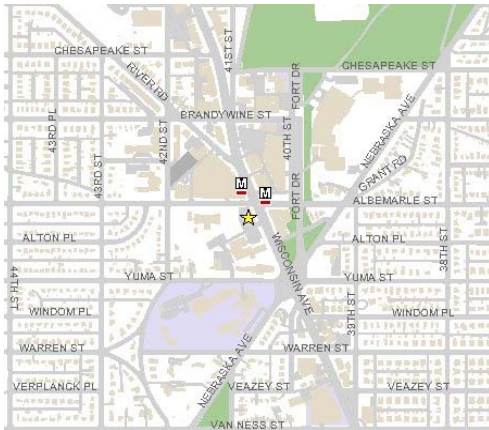 41ST ST
CHESAPEAKE ST
CHESAPEAKE ST
RIVER RD
FORT DR
BRANDYWINE ST
43RD PL
42ND ST
40TH ST
NEBRASKA AVE
43RD ST
GRANT RD
M
M
FORT DR
ALBEMARLE ST
ALTON PL
WISCONSIN AVE
ALTON PL
38TH ST
44TH ST
YUMA ST
YUMA ST
WINDOM PL
39TH ST
WINDOM PL
WARREN ST
WARREN ST
NEBRASKA AVE
VERPLANCK PL
VEAZEY ST
VEAZEY ST
VAN NESS ST